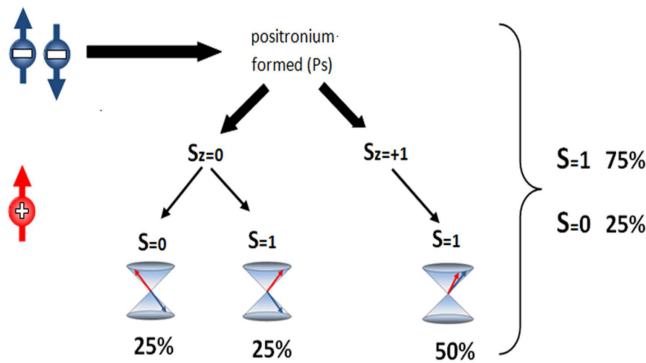 positronium
formed (Ps)
Sz=0
Sz=+1
S=1 75%
S=0 25%
S=0
S=1
S=1
25%
25%
50%